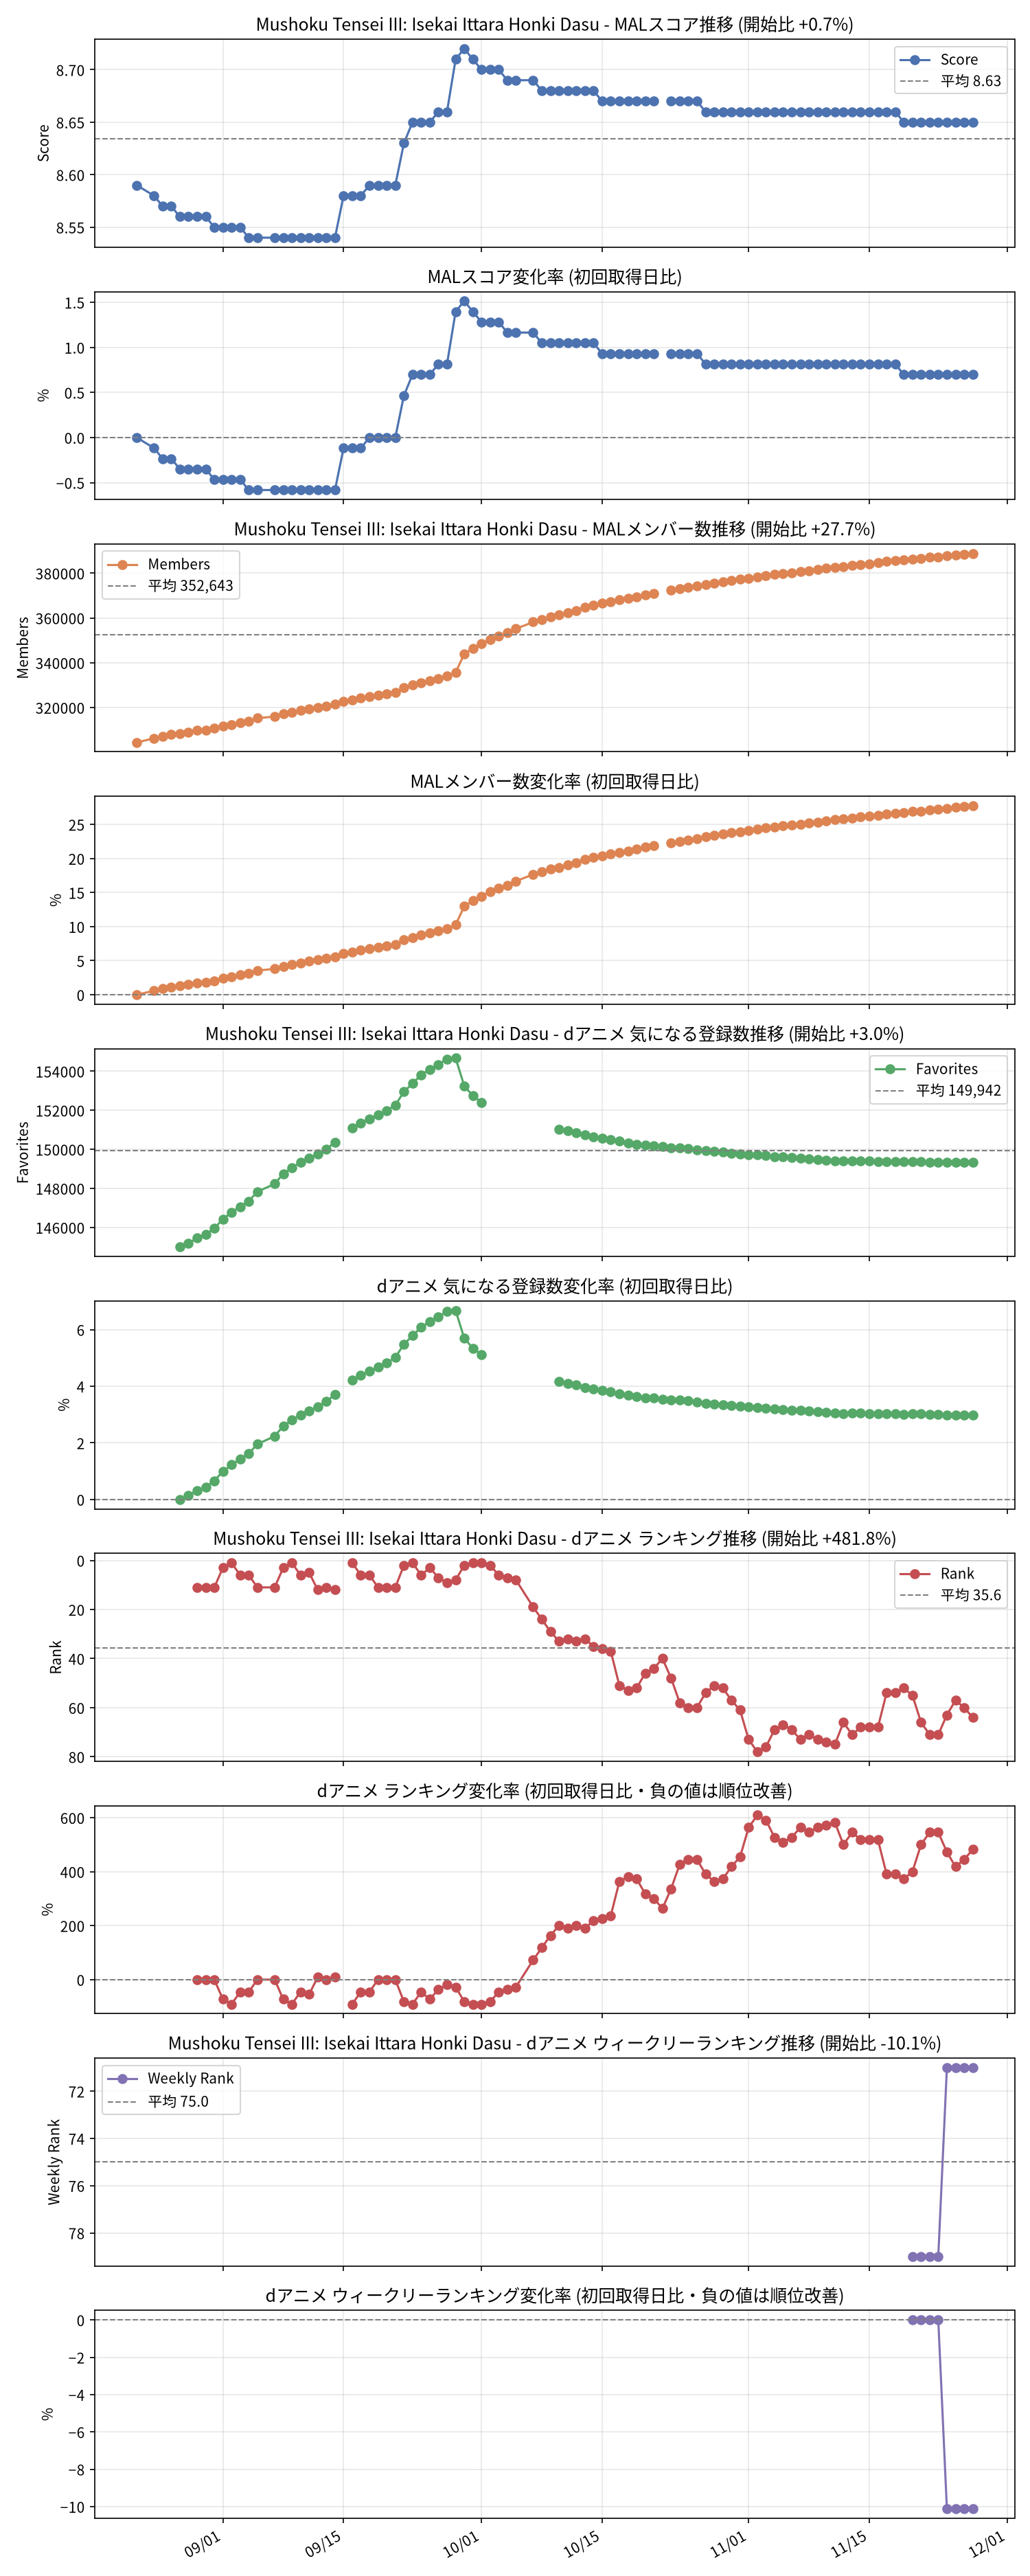 Mushoku Tensei III: Isekai Ittara Honki Dasu - MALスコア推移 (開始比 +0.7%)
Score
8.70
8.65
8.60
8.55
Score
平均 8.63
MALスコア変化率 (初回取得日比)
%
1.5
1.0
0.5
0.0
−0.5
Mushoku Tensei III: Isekai Ittara Honki Dasu - MALメンバー数推移 (開始比 +27.7%)
Members
380000
360000
340000
320000
Members
平均 352,643
MALメンバー数変化率 (初回取得日比)
%
25
20
15
10
5
0
Mushoku Tensei III: Isekai Ittara Honki Dasu - dアニメ 気になる登録数推移 (開始比 +3.0%)
Favorites
154000
152000
150000
148000
146000
Favorites
平均 149,942
dアニメ 気になる登録数変化率 (初回取得日比)
%
6
4
2
0
Mushoku Tensei III: Isekai Ittara Honki Dasu - dアニメ ランキング推移 (開始比 +481.8%)
Rank
0
20
40
60
80
Rank
平均 35.6
dアニメ ランキング変化率 (初回取得日比・負の値は順位改善)
%
600
400
200
0
Mushoku Tensei III: Isekai Ittara Honki Dasu - dアニメ ウィークリーランキング推移 (開始比 -10.1%)
Weekly Rank
72
74
76
78
Weekly Rank
平均 75.0
dアニメ ウィークリーランキング変化率 (初回取得日比・負の値は順位改善)
%
0
−2
−4
−6
−8
−10
09/01
09/15
10/01
10/15
11/01
11/15
12/01